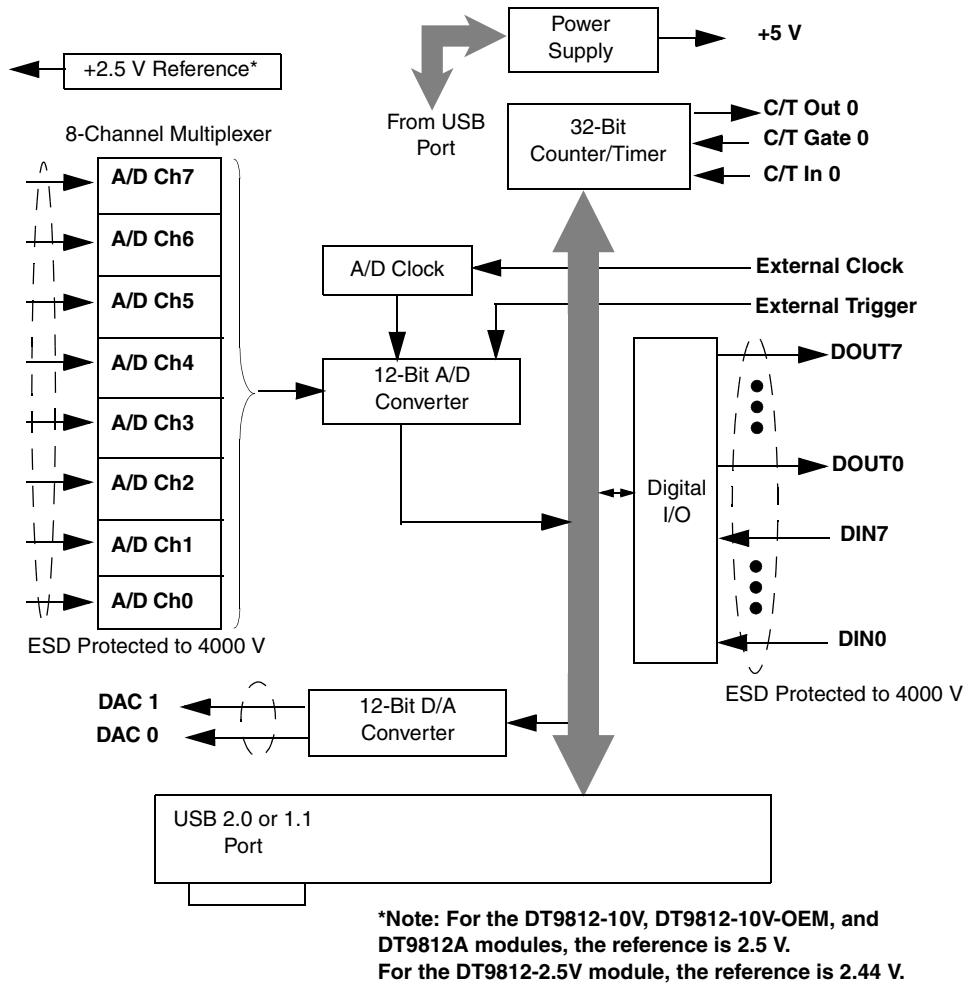 Power
Supply
+5 V
+2.5 V Reference*
From USB
Port
32-Bit
Counter/Timer
C/T Out 0
C/T Gate 0
C/T In 0
8-Channel Multiplexer
A/D Ch7
A/D Ch6
A/D Ch5
A/D Ch4
A/D Ch3
A/D Ch2
A/D Ch1
A/D Ch0
ESD Protected to 4000 V
A/D Clock
External Clock
External Trigger
12-Bit A/D
Converter
Digital
I/O
DOUT7
DOUT0
DIN7
DIN0
ESD Protected to 4000 V
DAC 1
DAC 0
12-Bit D/A
Converter
USB 2.0 or 1.1
Port
*Note: For the DT9812-10V, DT9812-10V-OEM, and
DT9812A modules, the reference is 2.5 V.
For the DT9812-2.5V module, the reference is 2.44 V.